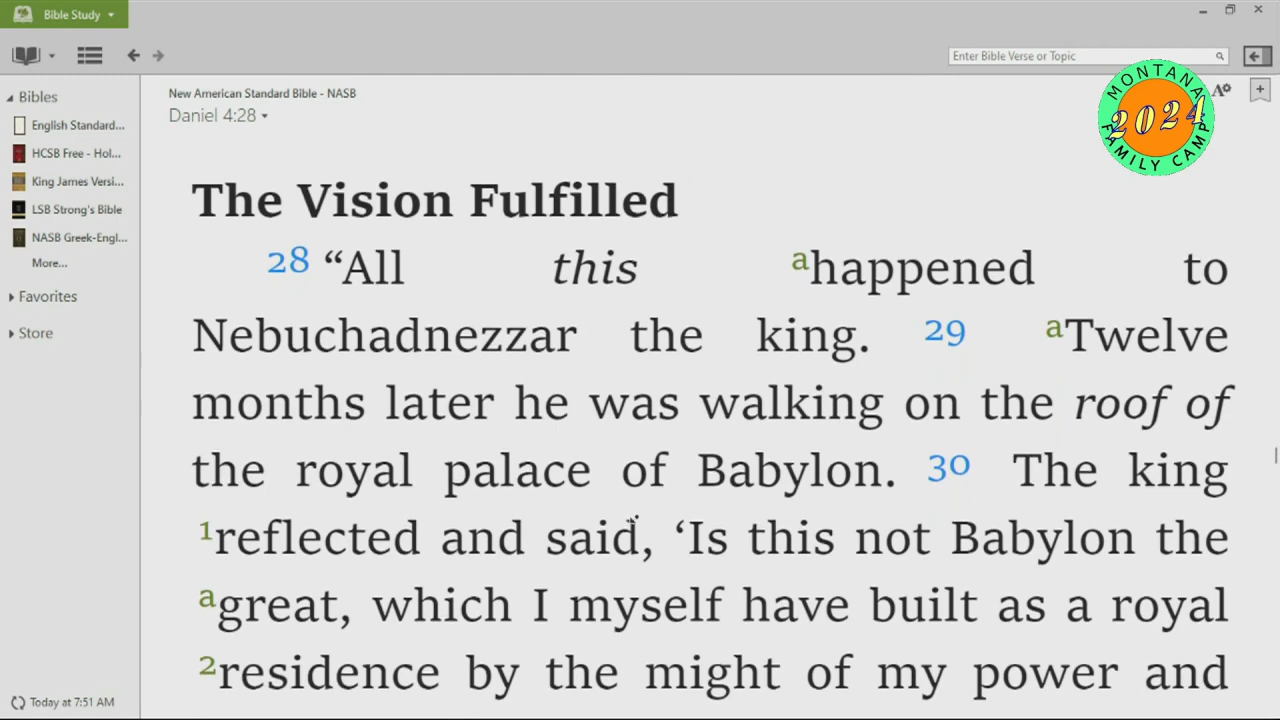 Bible Study
Enter Bible Verse or Topic
MONTANA
2024
FAMILY CAMP
Bibles
English Standard...
HCSB Free - Hol...
King James Versi...
LSB Strong's Bible
NASB Greek-Engl...
More...
Favorites
Store
Today at 7:51 AM
New American Standard Bible - NASB
Daniel 4:28
The Vision Fulfilled
28 “All this ahappened to
Nebuchadnezzar the king. 29 aTwelve
months later he was walking on the roof of
the royal palace of Babylon. 30 The king
1reflected and said, ‘Is this not Babylon the
agreat, which I myself have built as a royal
2residence by the might of my power and